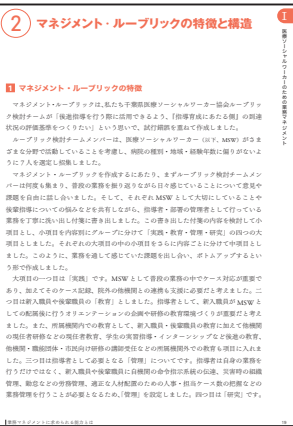 2 マネジメント・ルーブリックの特徴と構造
I
医療ソーシャルワーカーのための業務マネジメント
1 マネジメント・ルーブリックの特徴
マネジメント・ルーブリックは、私たち千葉県医療ソーシャルワーカー協会ルーブリッ
ク検討チームが「後進指導を行う際に活用できるよう、「指導育成にあたる側」の到達
状況の評価基準をつくりたい」という思いで、試行錯誤を重ねて作成しました。
ルーブリック検討チームメンバーは、医療ソーシャルワーカー（以下、MSW）がさま
ざまな分野で活動していることを考慮し、病院の種別・地域・経験年数に偏りがないよ
うに7人を選定し招集しました。
マネジメント・ルーブリックを作成するにあたり、まずルーブリック検討チームメン
バーは何度も集まり、普段の業務を振り返りながら日々感じていることについて意見や
課題を自由に話し合いました。そして、それぞれMSWとして大切にしていることや
後輩指導についての悩みなどを共有しながら、指導者・部署の管理者として行っている
業務を丁寧に洗い出し付箋に書き出しました。この書き出した付箋の内容を検討して小
項目とし、小項目を内容別にグループに分けて「実践・教育・管理・研究」の四つの大
項目としました。それぞれの大項目の中の小項目をさらに内容ごとに分けて中項目とし
ました。このように、業務を通して感じていた課題を出し合い、ボトムアップするとい
う形で作成しました。
大項目の一つ目は「実践」です。MSWとして普段の業務の中でケース対応が重要で
あり、加えてそのケース記録、院外の他機関との連携も支援に必要だと考えました。二
つ目は新入職員や後輩職員の「教育」としました。指導者として、新入職員がMSWと
しての配属後に行うオリエンテーションの企画や研修の教育環境づくりが重要だと考え
ました。また、所属機関内での教育として、新入職員・後輩職員の教育に加えて他機関
の現任者研修などの現任者教育、学生の実習指導・インターンシップなど後進の教育、
他機関・職能団体・市民向け研修の講師受任などの所属機関外での教育も項目に入れま
した。三つ目は指導者として必要となる「管理」についてです。指導者は自身の業務を
行うだけではなく、新入職員や後輩職員に自機関の命令指示系統の伝達、災害時の組織
管理、勤怠などの労務管理、適正な人材配置のための人事・担当ケース数の把握などの
業務管理を行うことが必要となるため、「管理」を設定しました。四つ目は「研究」です。
業務マネジメントに求められる能力とは